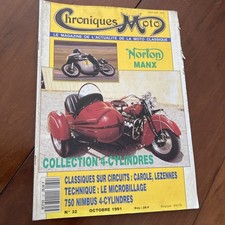 Chroniques Moto
LE MAGAZINE DE L'ACTUALITÉ DE LA MOTO CLASSIQUE
Norton
MANX
COLLECTION 4-CYLINDRES
CLASSIQUES SUR CIRCUITS : CAROLE, LEZENNES
TECHNIQUE : LE MICROBILLAGE
750 NIMBUS 4-CYLINDRES
N° 22 OCTOBRE 1991